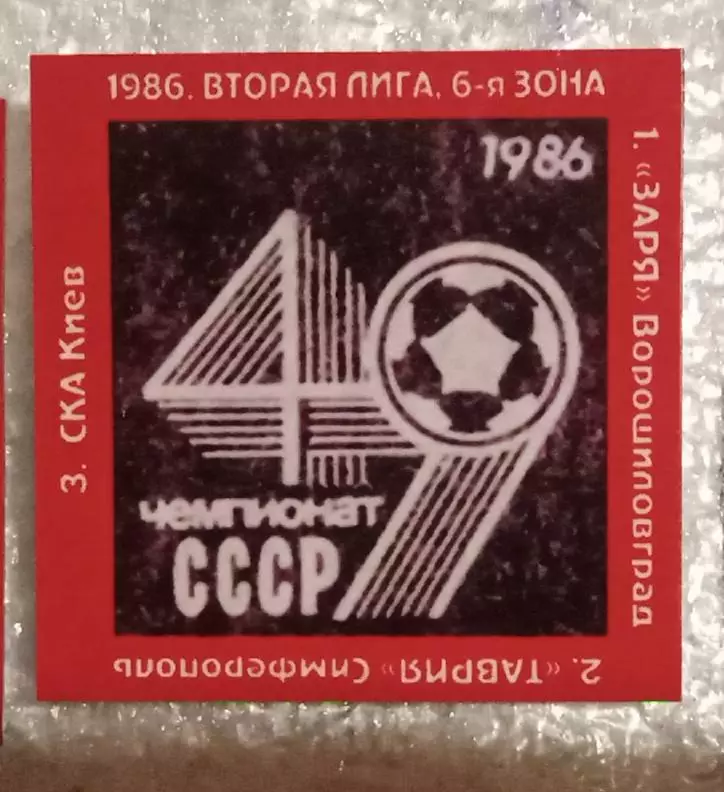 1986. ВТОРАЯ ЛИГА, 6-я ЗОНА
1. «ЗАРЯ» Ворошиловград
2. «ТАВРИЯ» Симферополь
3. СКА Киев
1986
49
чемпионат
СССР